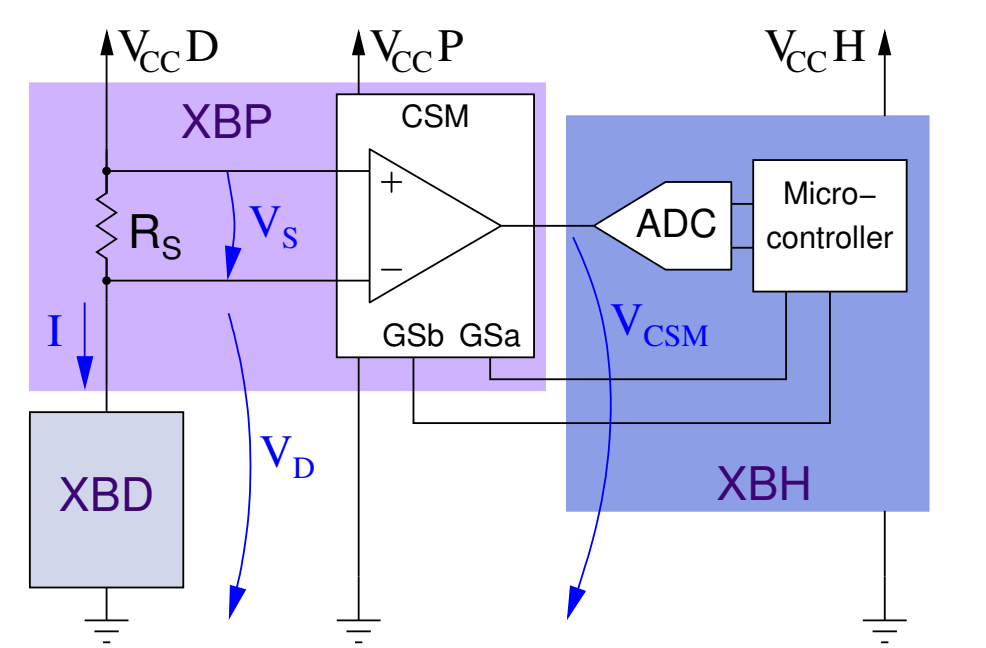 VCCD
VCCP
VCCH
XBP
CSM
+
−
RS
VS
I
GSb GSa
VCSM
ADC
Micro−
controller
VD
XBD
XBH